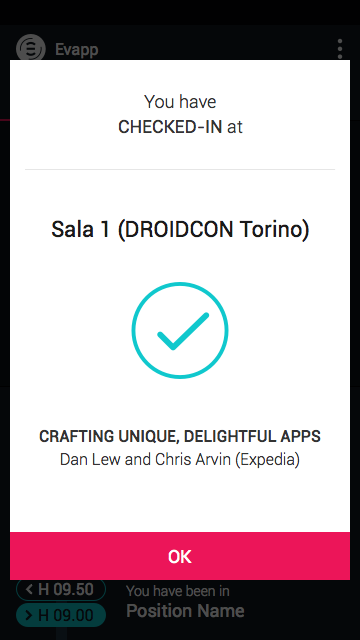 Evapp
You have
CHECKED-IN at
Sala 1 (DROIDCON Torino)
CRAFTING UNIQUE, DELIGHTFUL APPS
Dan Lew and Chris Arvin (Expedia)
OK
< H 09.50
You have been in
> H 09.00
Position Name